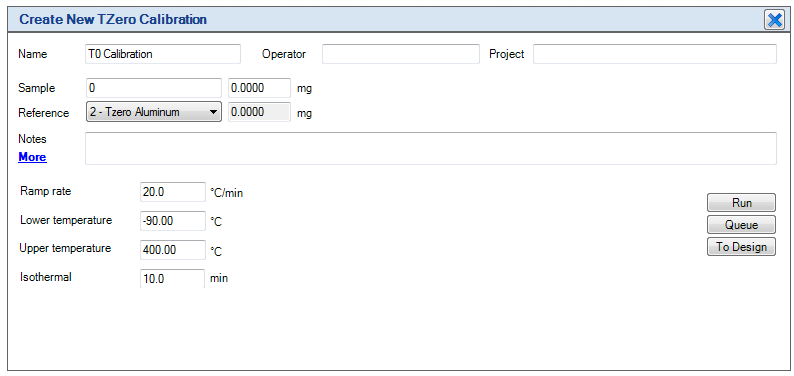 Create New TZero Calibration
Name T0 Calibration Operator Project
Sample 0 0.0000 mg
Reference 2 - Tzero Aluminum 0.0000 mg
Notes
More
Ramp rate 20.0 °C/min
Lower temperature -90.00 °C
Upper temperature 400.00 °C
Isothermal 10.0 min
Run
Queue
To Design